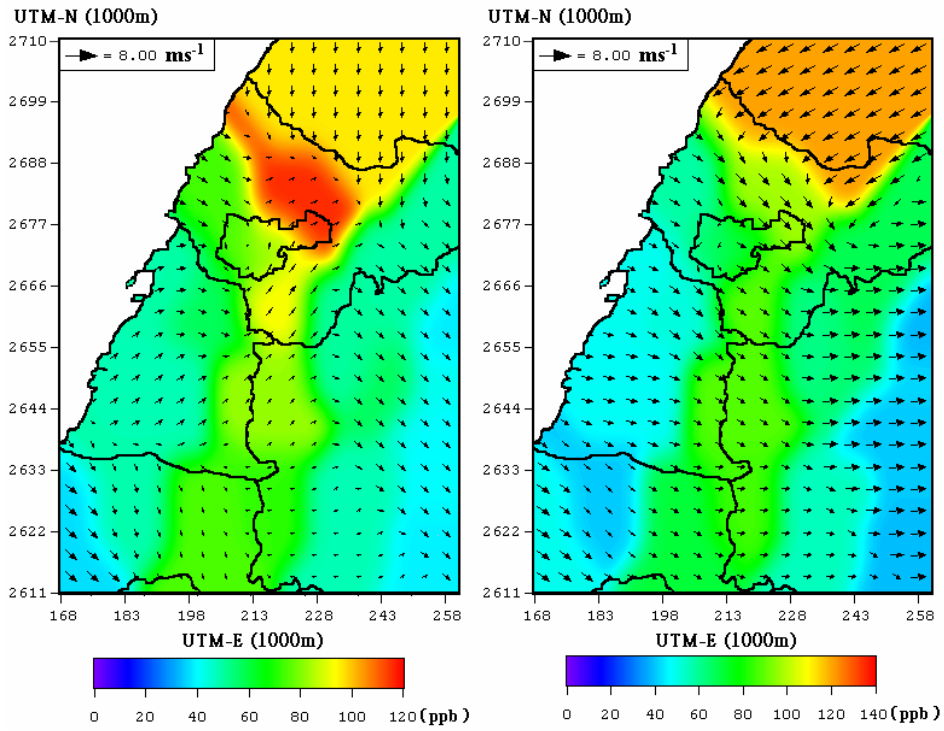 UTM-N (1000m) UTM-N (1000m)
2710 = 8.00 ms-1 2710 = 8.00 ms-1
2699 2699
2688 2688
2677 2677
2666 2666
2655 2655
2644 2644
2633 2633
2622 2622
2611 2611
168 183 198 213 228 243 258 168 183 198 213 228 243 258
UTM-E (1000m) UTM-E (1000m)
0 20 40 60 80 100 120 (ppb) 0 20 40 60 80 100 120 140 (ppb)